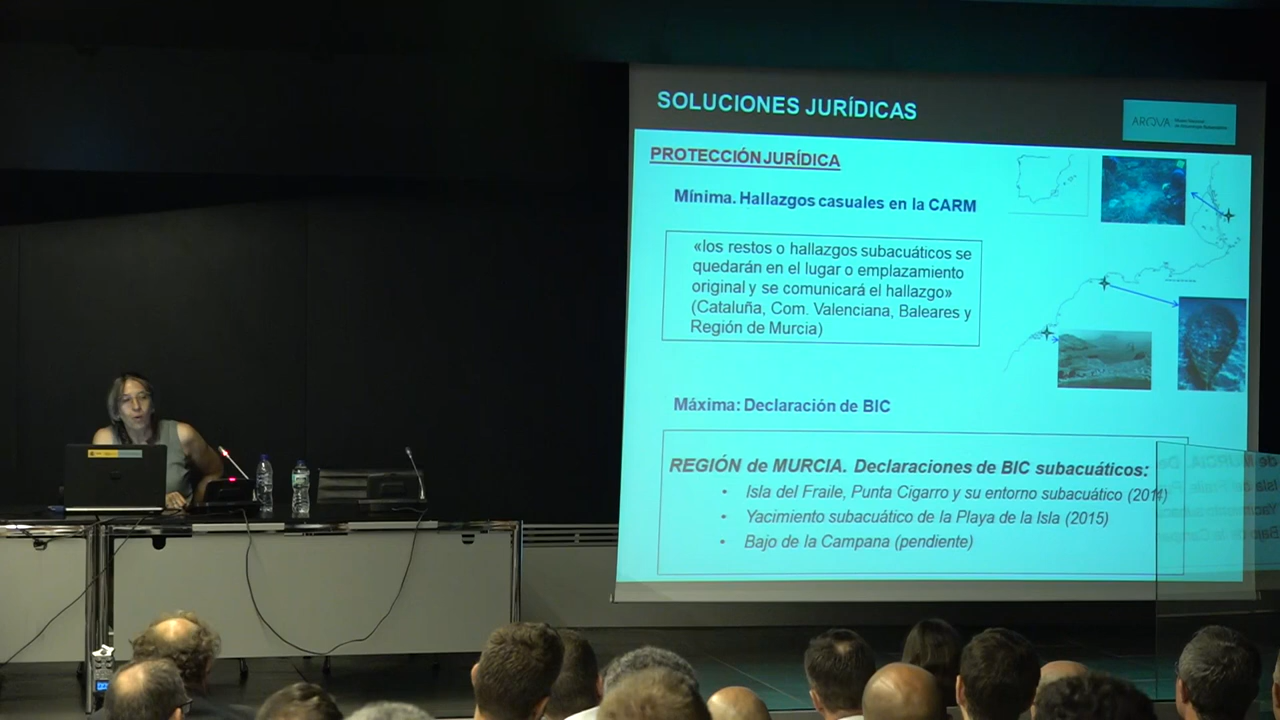 SOLUCIONES JURÍDICAS
ARQVA
PROTECCIÓN JURÍDICA
Mínima. Hallazgos casuales en la CARM
«los restos o hallazgos subacuáticos se
quedarán en el lugar o emplazamiento
original y se comunicará el hallazgo»
(Cataluña, Com. Valenciana, Baleares y
Región de Murcia)
Máxima: Declaración de BIC
REGIÓN de MURCIA. Declaraciones de BIC subacuáticos:
• Isla del Fraile, Punta Cigarro y su entorno subacuático (2014)
• Yacimiento subacuático de la Playa de la Isla (2015)
• Bajo de la Campana (pendiente)